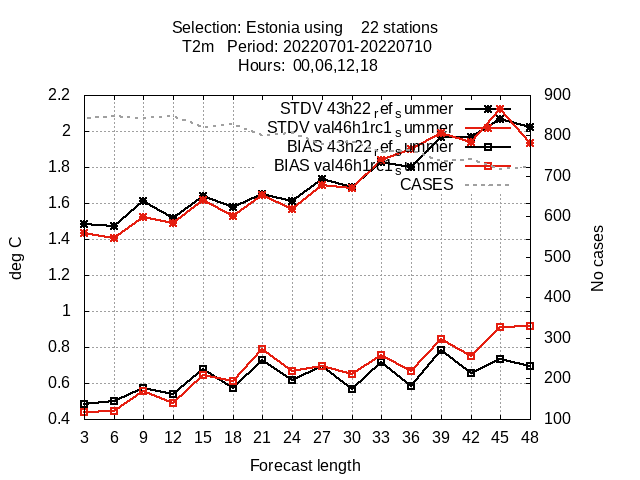 Selection: Estonia using    22 stations
T2m   Period: 20220701-20220710
Hours:  00,06,12,18
deg C
2.2
2
1.8
1.6
1.4
1.2
1
0.8
0.6
0.4
STDV 43h22_ref_summer
STDV val46h1rc1_summer
BIAS 43h22_ref_summer
BIAS val46h1rc1_summer
CASES
900
800
700
600
500
400
300
200
100
No cases
3 6 9 12 15 18 21 24 27 30 33 36 39 42 45 48
Forecast length